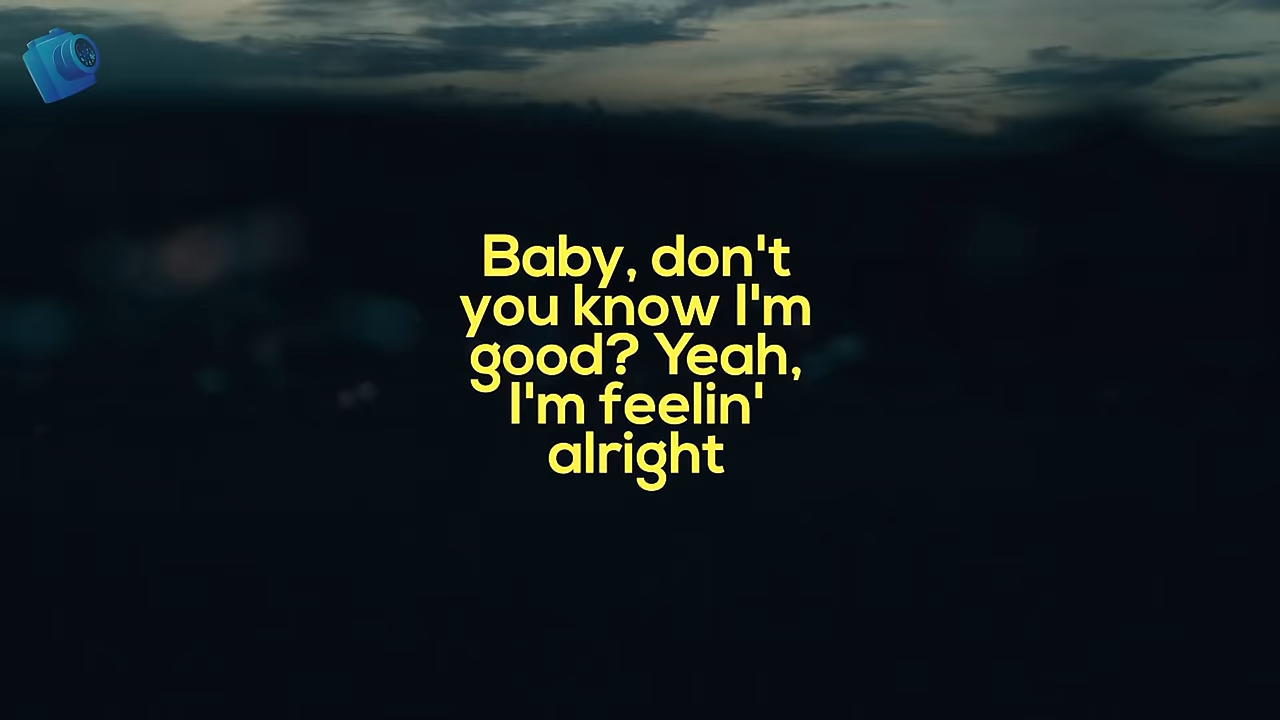 Baby, don't
you know I'm
good? Yeah,
I'm feelin'
alright